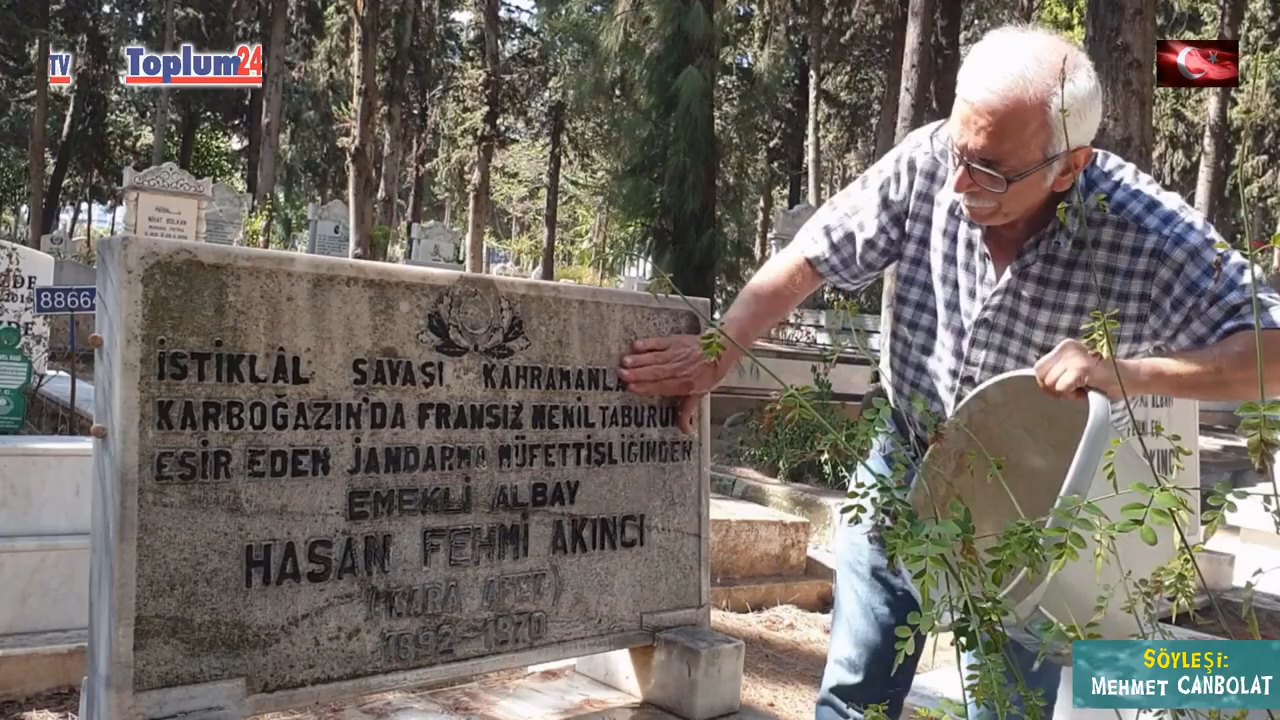 TV
Toplum24
88664
İSTİKLÂL SAVAŞI KAHRAMANLA
KARBOĞAZIN'DA FRANSIZ MENİL TABURU
ESİR EDEN JANDARMA MÜFETTİŞLİĞİNDEN
EMEKLİ ALBAY
HASAN FEHMİ AKINCI
(KARA AFET)
1892-1970
SÖYLEŞİ:
MEHMET CANBOLAT